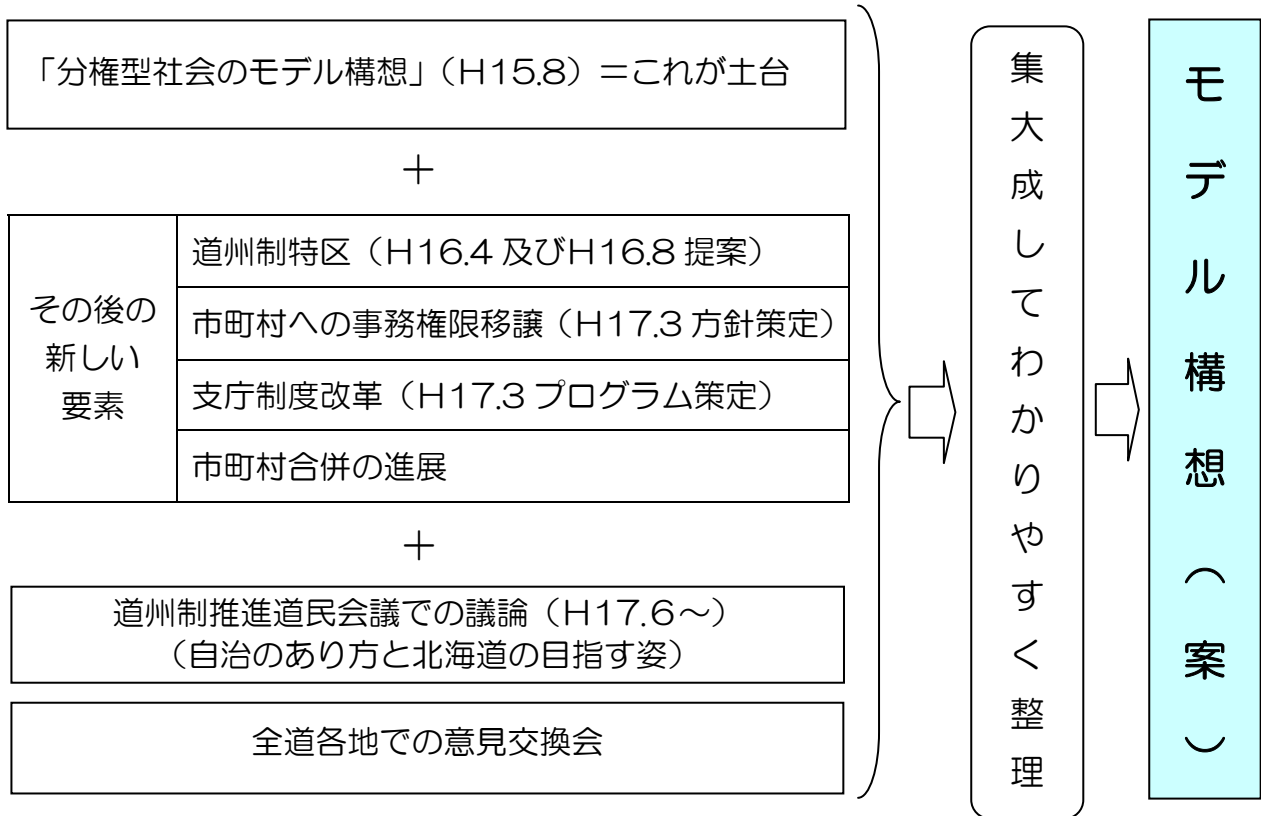 「分権型社会のモデル構想」(H15.8)=これが土台
+
その後の
新しい
要素
道州制特区(H16.4 及びH16.8 提案)
市町村への事務権限移譲(H17.3 方針策定)
支庁制度改革(H17.3 プログラム策定)
市町村合併の進展
+
道州制推進道民会議での議論(H17.6~)
(自治のあり方と北海道の目指す姿)
全道各地での意見交換会
集大成してわかりやすく整理
モデル構想(案)